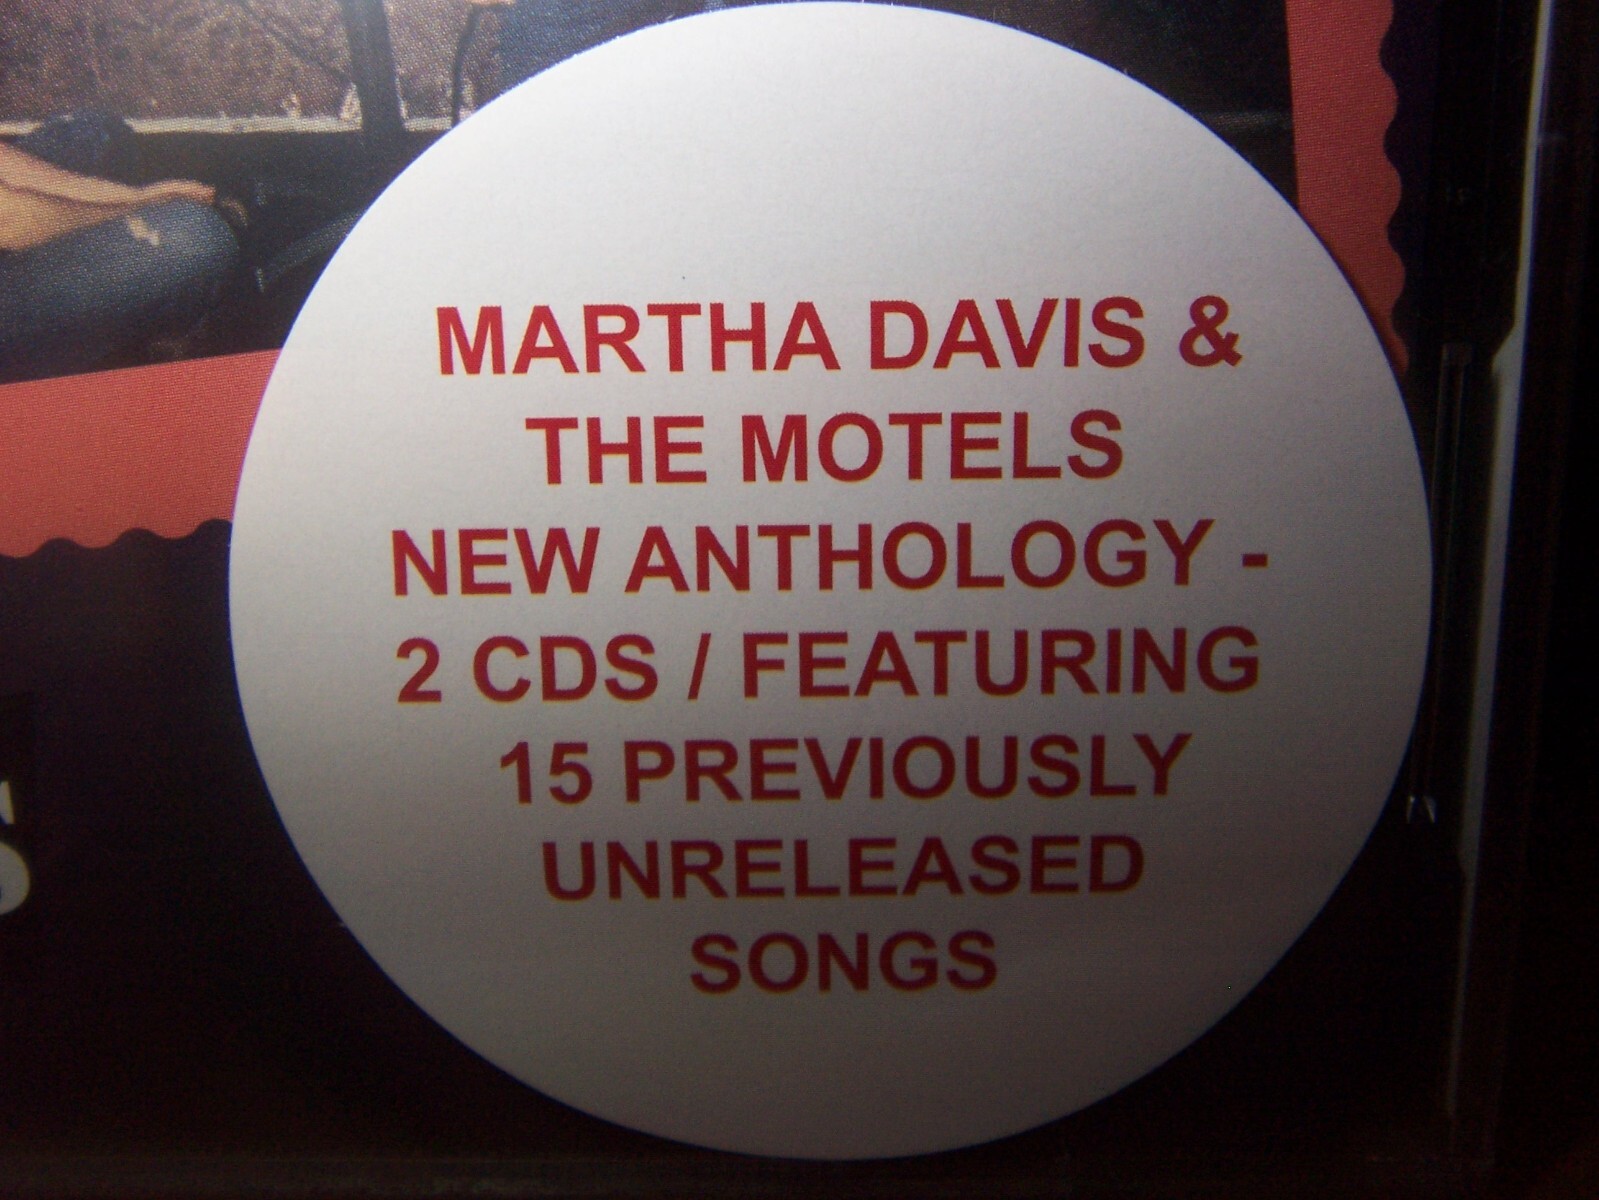 MARTHA DAVIS &
THE MOTELS
NEW ANTHOLOGY -
2 CDS / FEATURING
15 PREVIOUSLY
UNRELEASED
SONGS